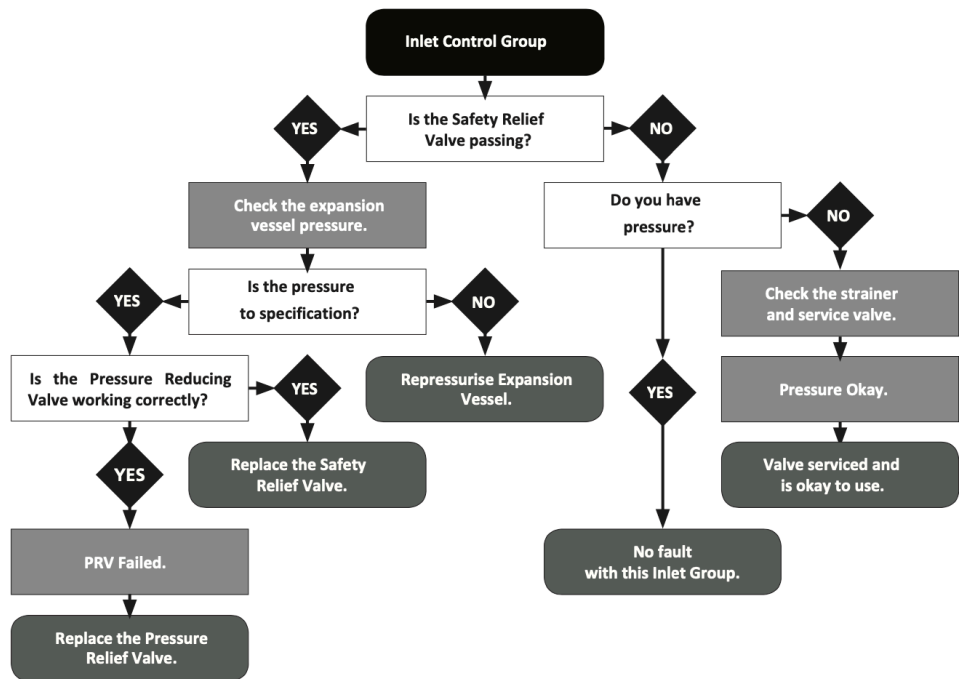 Inlet Control Group
Is the Safety Relief
Valve passing?
YES
NO
Check the expansion
vessel pressure.
Do you have
pressure?
NO
Is the pressure
to specification?
YES
NO
Check the strainer
and service valve.
Is the Pressure Reducing
Valve working correctly?
YES
Repressurise Expansion
Vessel.
YES
Pressure Okay.
YES
Replace the Safety
Relief Valve.
Valve serviced and
is okay to use.
PRV Failed.
No fault
with this Inlet Group.
Replace the Pressure
Relief Valve.